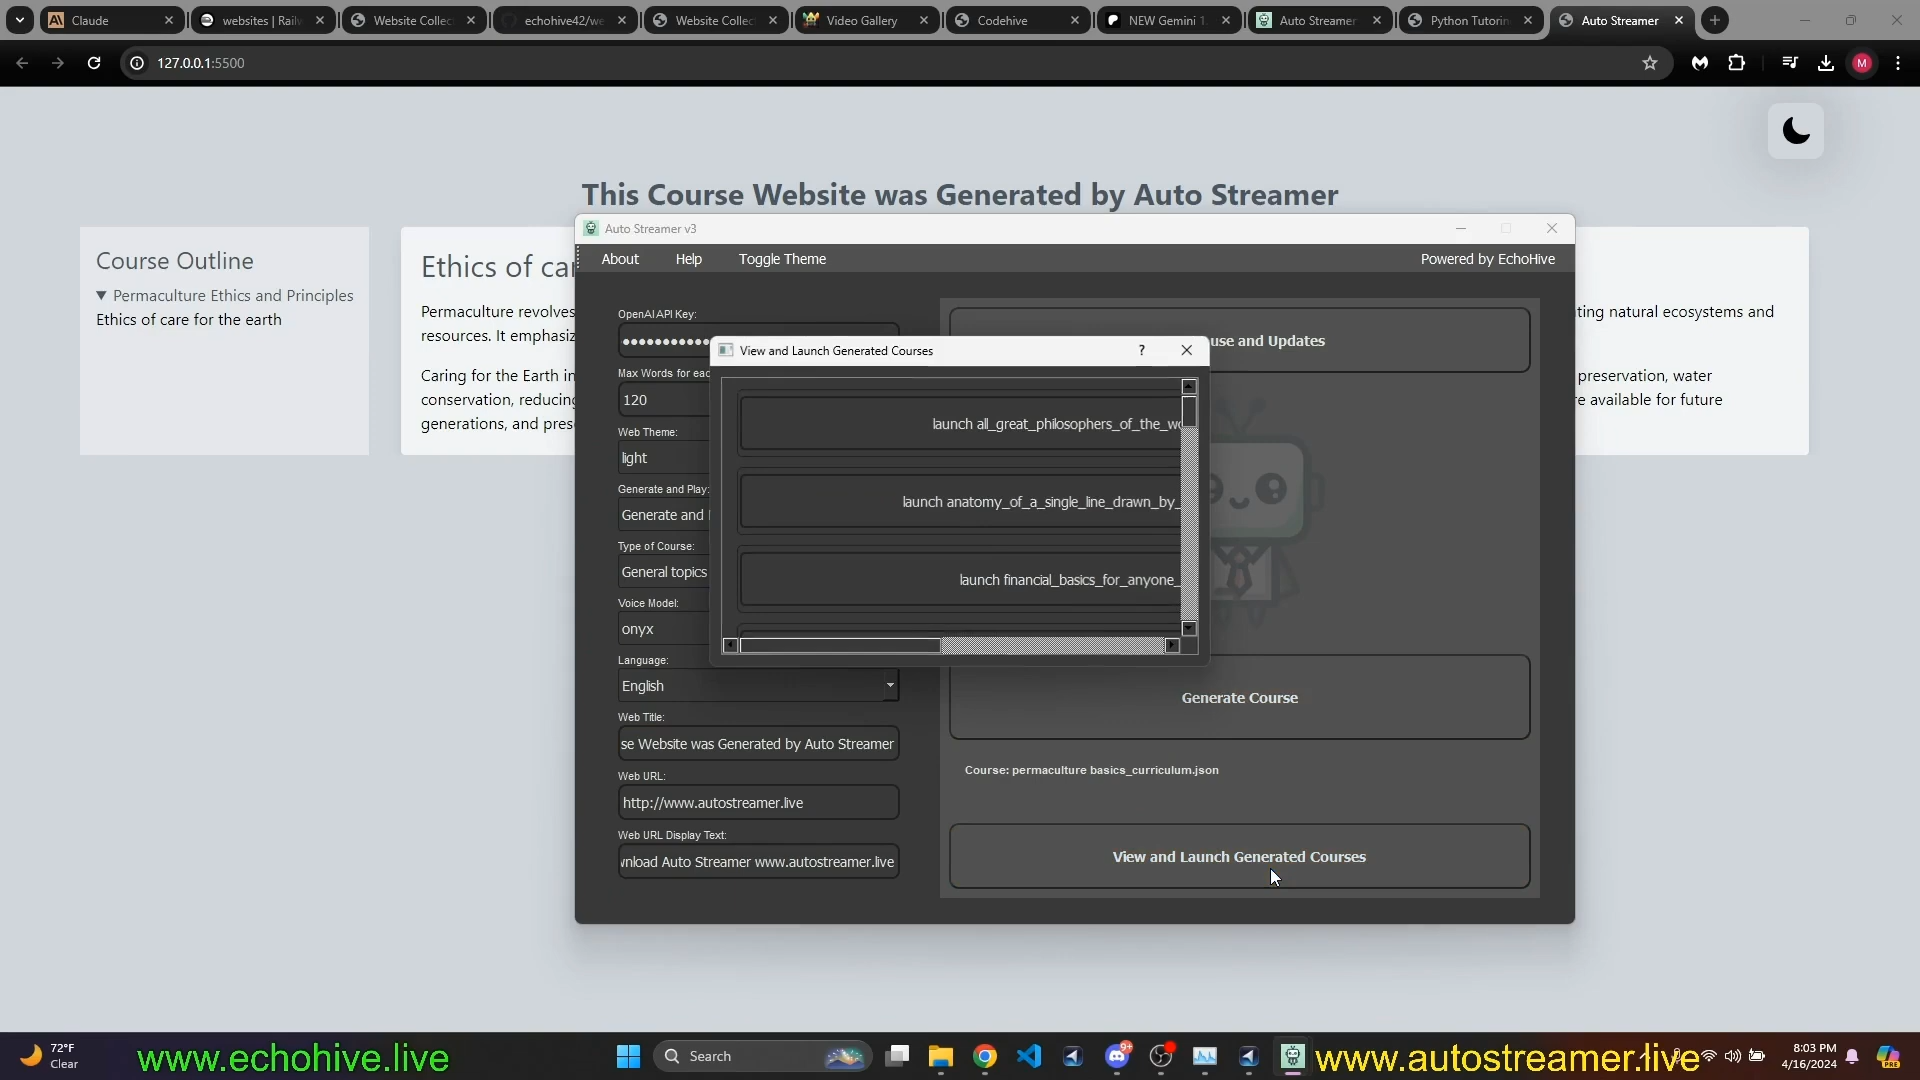 Claude
websites | Rail
Website Collec
echohive42/we
Website Collec
Video Gallery
Codehive
NEW Gemini 1.
Auto Streamer
Python Tutorin
Auto Streamer
127.0.0.1:5500
M
This Course Website was Generated by Auto Streamer
Course Outline
▼ Permaculture Ethics and Principles
Ethics of care for the earth
Ethics of ca
Permaculture revolves
resources. It emphasiz
Caring for the Earth in
conservation, reducing
generations, and pres
ting natural ecosystems and
preservation, water
re available for future
Auto Streamer v3
About
Help
Toggle Theme
Powered by EchoHive
OpenAI API Key:
Max Words for eac
120
Web Theme:
light
Generate and Play:
Generate and
Type of Course:
General topics
Voice Model:
onyx
Language:
English
Web Title:
se Website was Generated by Auto Streamer
Web URL:
http://www.autostreamer.live
Web URL Display Text:
wnload Auto Streamer www.autostreamer.live
use and Updates
Generate Course
Course: permaculture basics_curriculum.json
View and Launch Generated Courses
View and Launch Generated Courses
?
launch all_great_philosophers_of_the_wo
launch anatomy_of_a_single_line_drawn_by_
launch financial_basics_for_anyone_
72°F
Clear
www.echohive.live
Search
9+
www.autostreamer.live
8:03 PM
4/16/2024
PRE